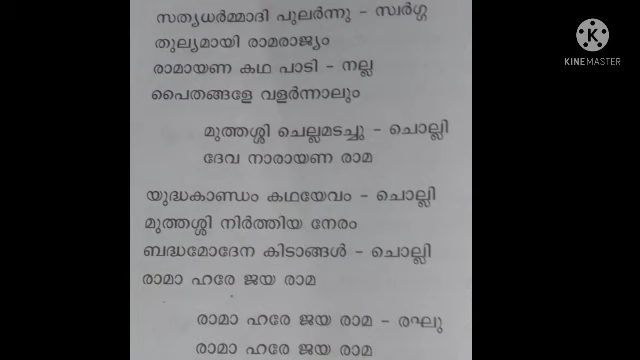 സത്യധർമ്മാദി പുലർന്നു – സ്വർഗ്ഗ
തുല്യമായി രാമരാജ്യം
രാമായണ കഥ പാടി – നല്ല
പൈതങ്ങളേ വളർന്നാലും
മുത്തശ്ശി ചെല്ലമടച്ചു – ചൊല്ലി
ദേവ നാരായണ രാമ
യുദ്ധകാണ്ഡം കഥയേവം – ചൊല്ലി
മുത്തശ്ശി നിർത്തിയ നേരം
ബദ്ധമോദേന കിടാങ്ങൾ – ചൊല്ലി
രാമാ ഹരേ ജയ രാമ
രാമാ ഹരേ ജയ രാമ – രഘു
രാമാ ഹരേ ജയ രാമ
KINEMASTER